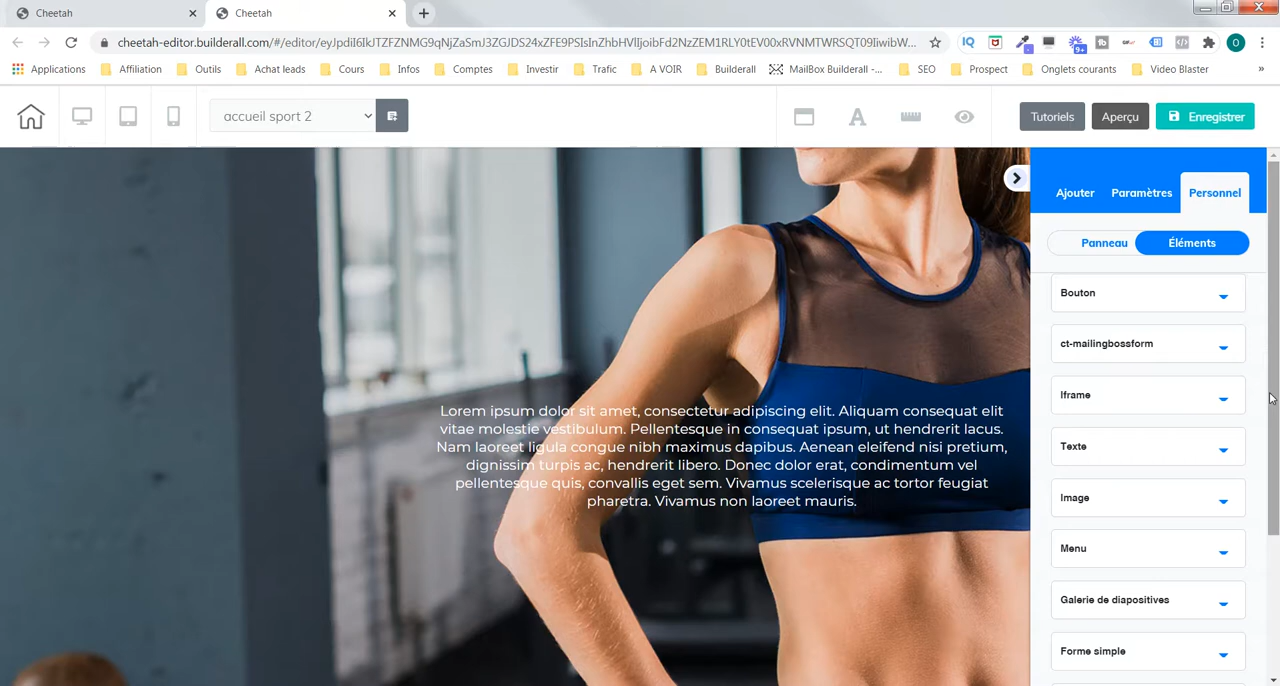 Cheetah
Cheetah
cheetah-editor.builderall.com/#/editor/
Applications
Affiliation
Outils
Achat leads
Cours
Infos
Comptes
Investir
Trafic
A VOIR
Builderall
MailBox Builderall -...
SEO
Prospect
Onglets courants
Video Blaster
accueil sport 2
Tutoriels
Aperçu
Enregistrer
Ajouter
Paramètres
Personnel
Panneau
Éléments
Bouton
ct-mailingbossform
Iframe
Texte
Image
Menu
Galerie de diapositives
Forme simple
Lorem ipsum dolor sit amet, consectetur adipiscing elit. Aliquam consequat elit
vitae molestie vestibulum. Pellentesque in consequat ipsum, ut hendrerit lacus.
Nam laoreet ligula congue nibh maximus dapibus. Aenean eleifend nisi pretium,
dignissim turpis ac, hendrerit libero. Donec dolor erat, condimentum vel
pellentesque quis, convallis eget sem. Vivamus scelerisque ac tortor feugiat
pharetra. Vivamus non laoreet mauris.